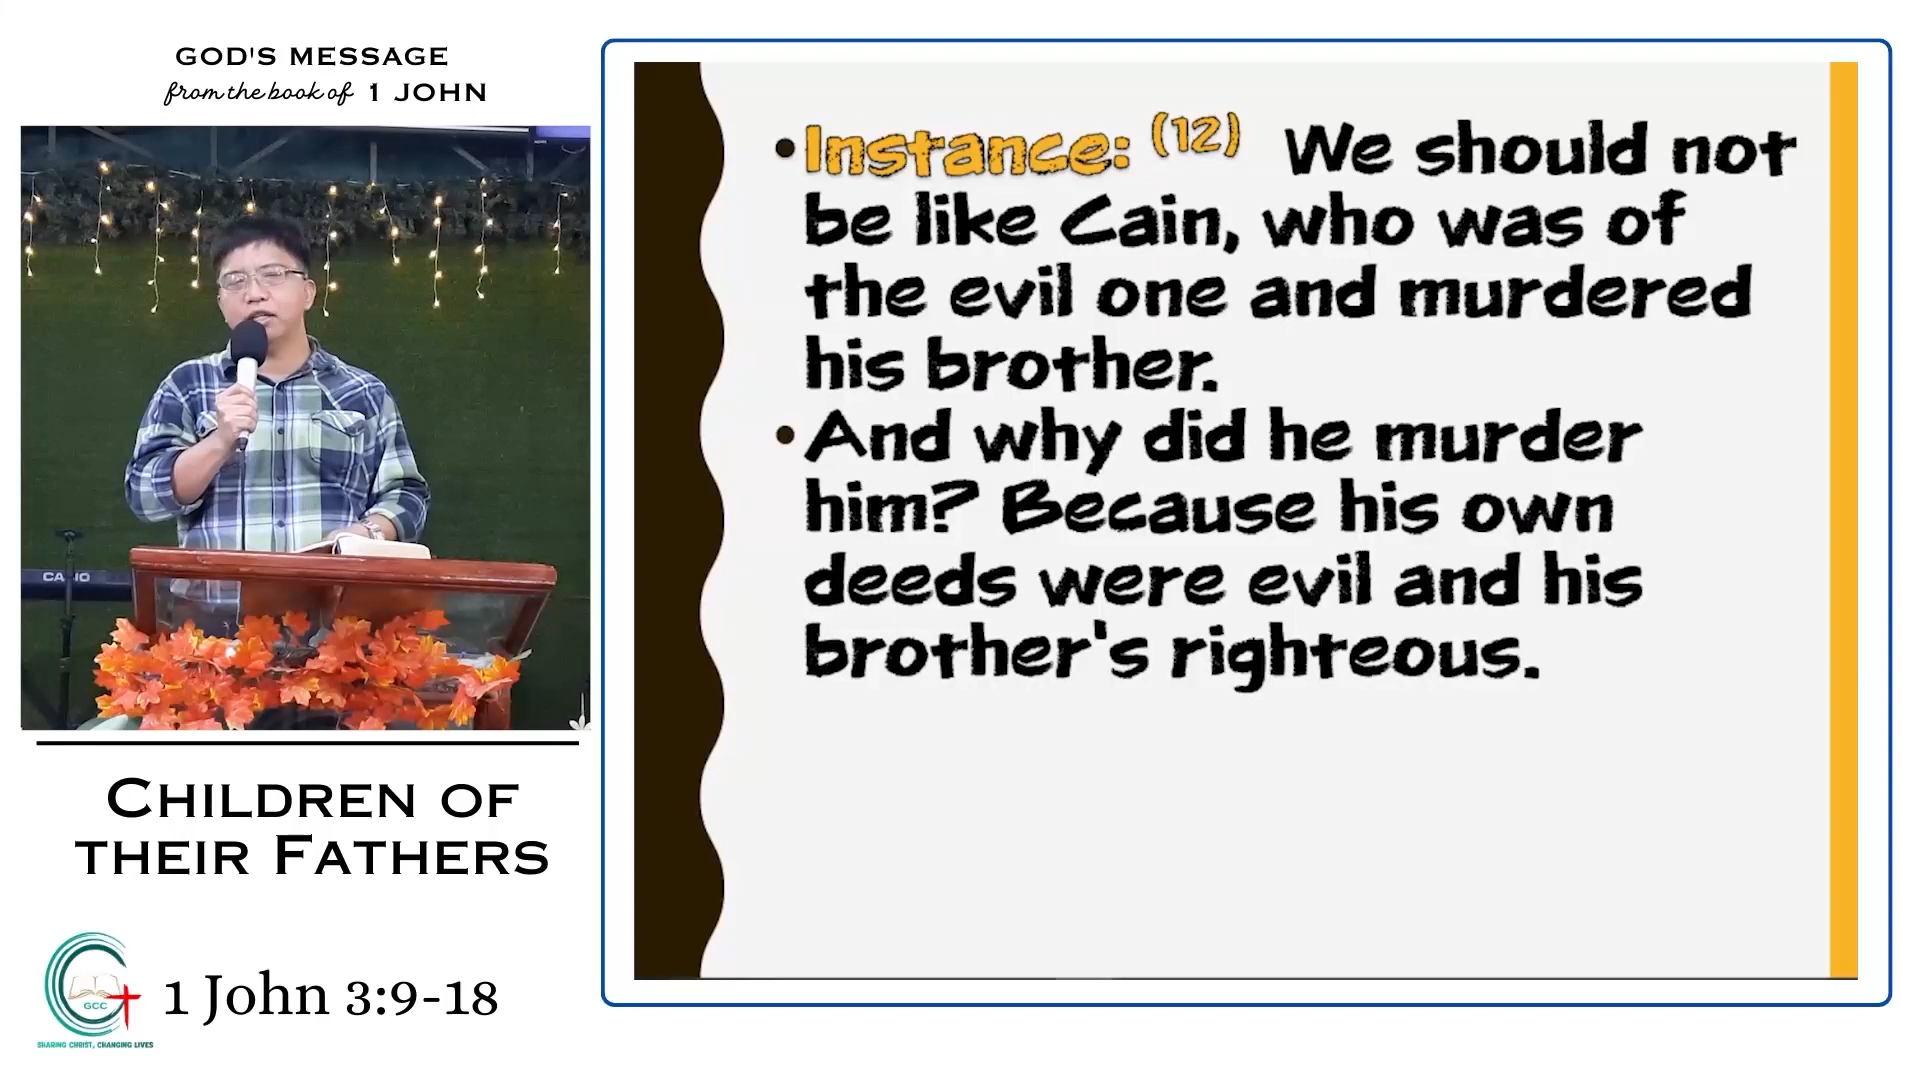 GOD'S MESSAGE
from the book of 1 JOHN
CASIO
CHILDREN OF
THEIR FATHERS
GCC
SHARING CHRIST, CHANGING LIVES
1 John 3:9-18
•Instance: (12) We should not
be like Cain, who was of
the evil one and murdered
his brother.
•And why did he murder
him? Because his own
deeds were evil and his
brother's righteous.